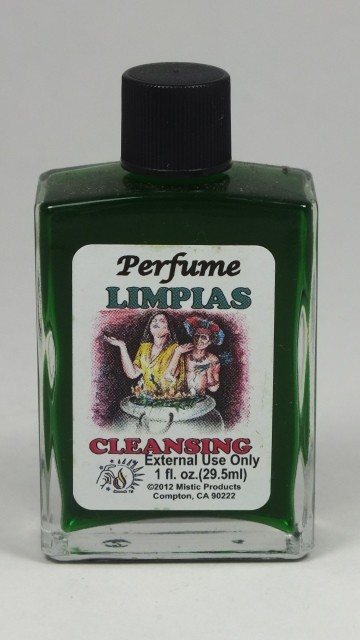 Perfume
LIMPIAS
CLEANSING
External Use Only
1 fl. oz.(29.5ml)
©2012 Mistic Products
Compton, CA 90222